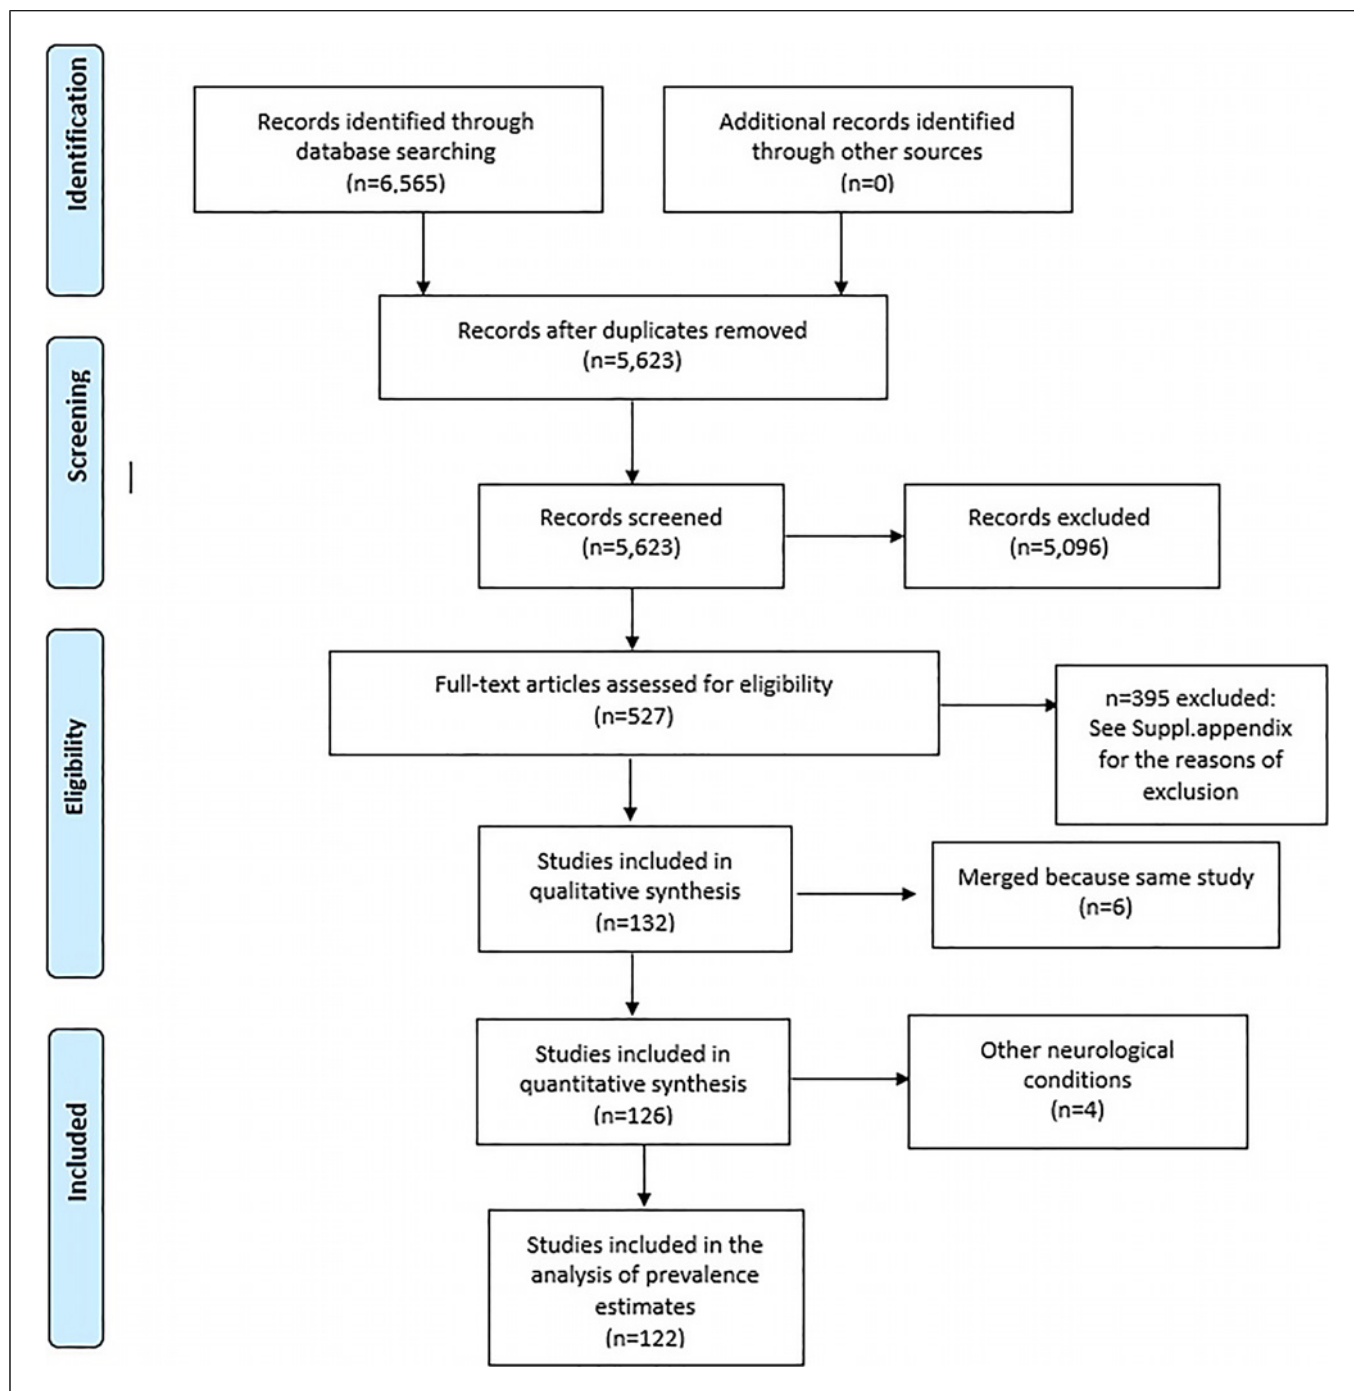 Identification
Records identified through
database searching
(n=6,565)
Additional records identified
through other sources
(n=0)
Records after duplicates removed
(n=5,623)
Screening
Records screened
(n=5,623)
Records excluded
(n=5,096)
Eligibility
Full-text articles assessed for eligibility
(n=527)
n=395 excluded:
See Suppl.appendix
for the reasons of
exclusion
Studies included in
qualitative synthesis
(n=132)
Merged because same study
(n=6)
Included
Studies included in
quantitative synthesis
(n=126)
Other neurological
conditions
(n=4)
Studies included in the
analysis of prevalence
estimates
(n=122)